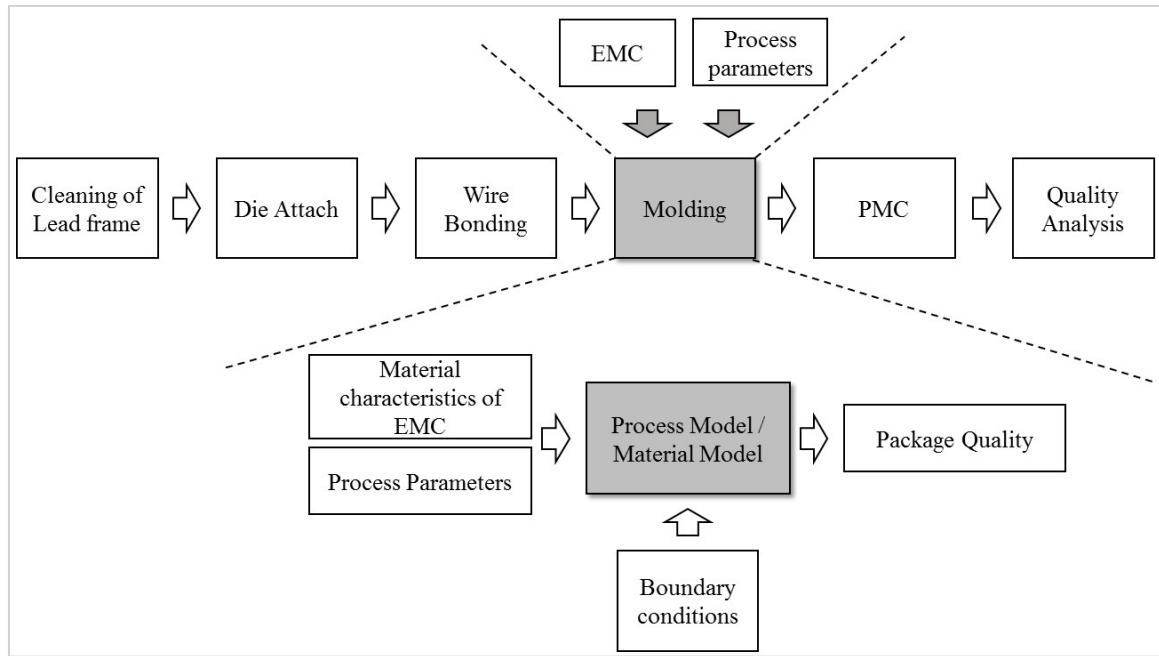 EMC
Process
parameters
Cleaning of
Lead frame
Die Attach
Wire
Bonding
Molding
PMC
Quality
Analysis
Material
characteristics of
EMC
Process Parameters
Process Model /
Material Model
Package Quality
Boundary
conditions